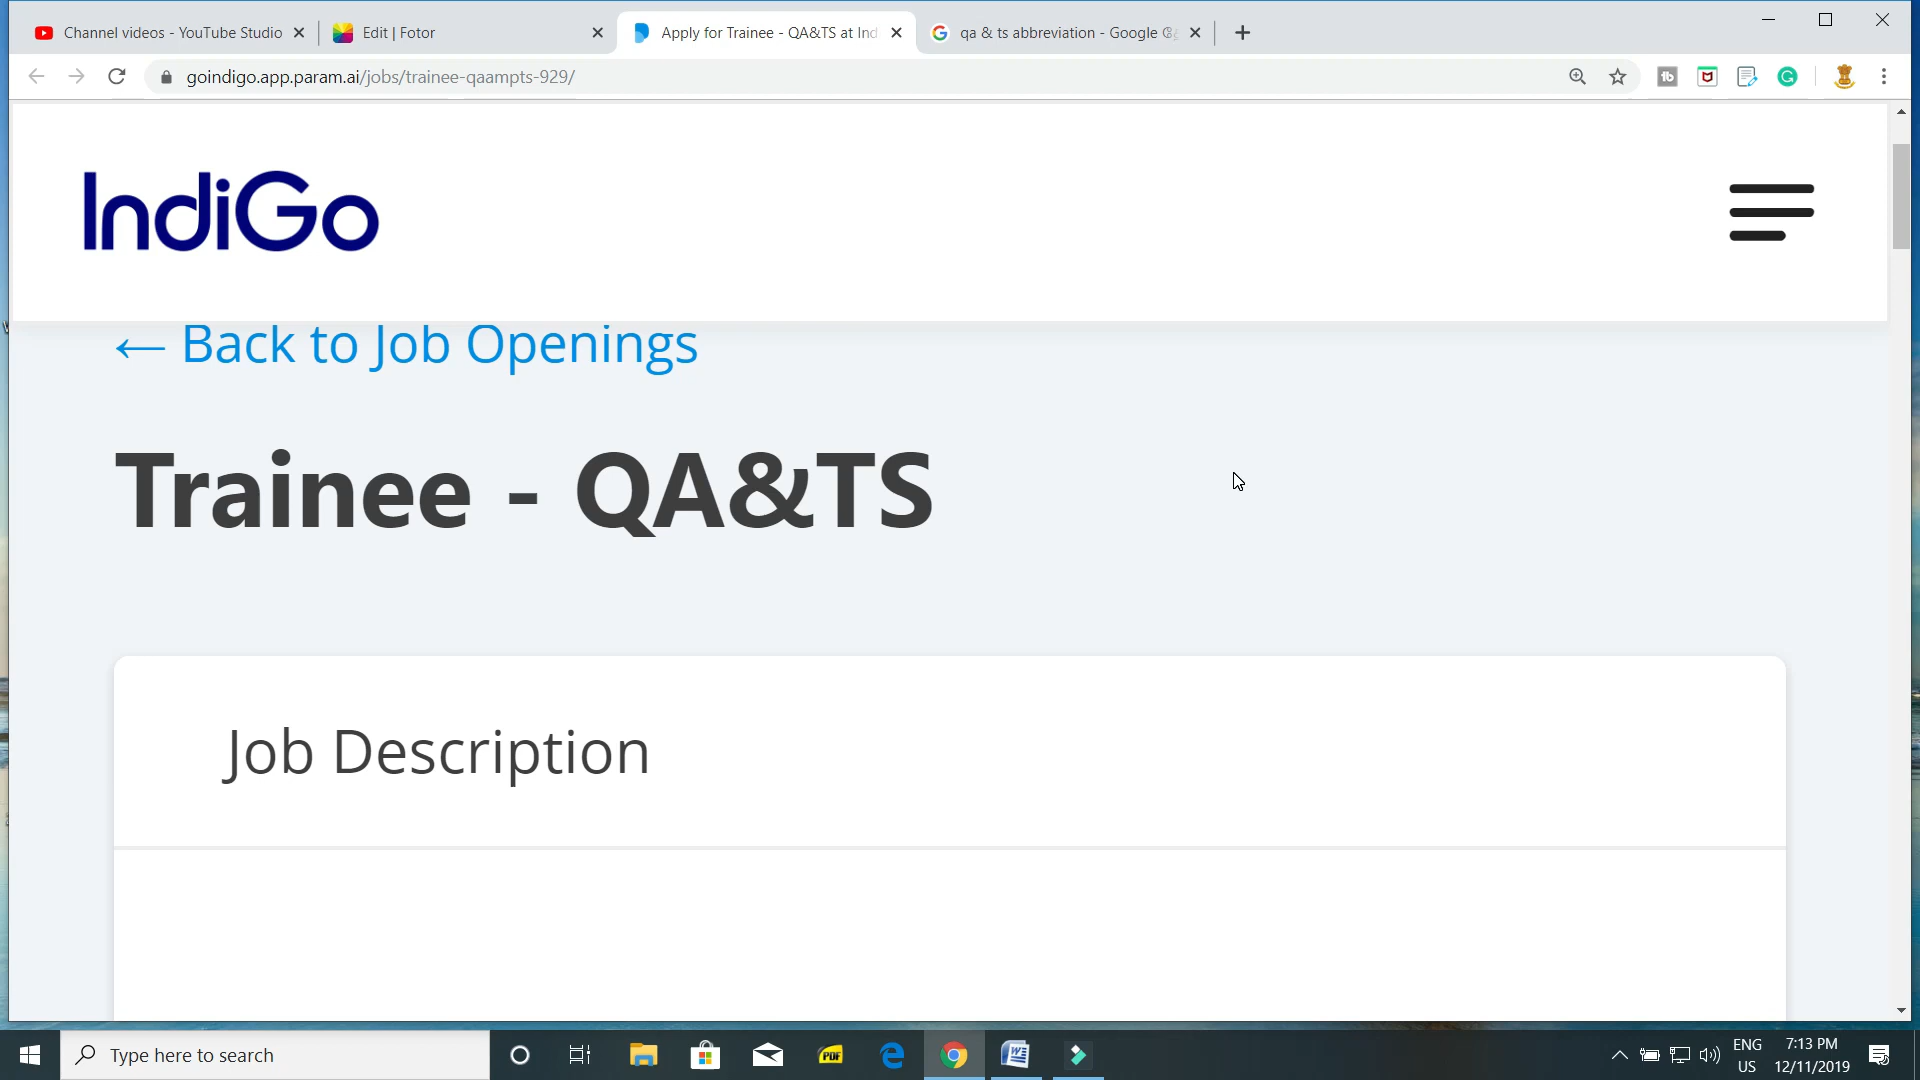 Channel videos - YouTube Studio
Edit | Fotor
Apply for Trainee - QA&TS at Ind
qa & ts abbreviation - Google
goindigo.app.param.ai/jobs/trainee-qaampts-929/
IndiGo
← Back to Job Openings
Trainee - QA&TS
Job Description
Type here to search
PDF
ENG
US
7:13 PM
12/11/2019